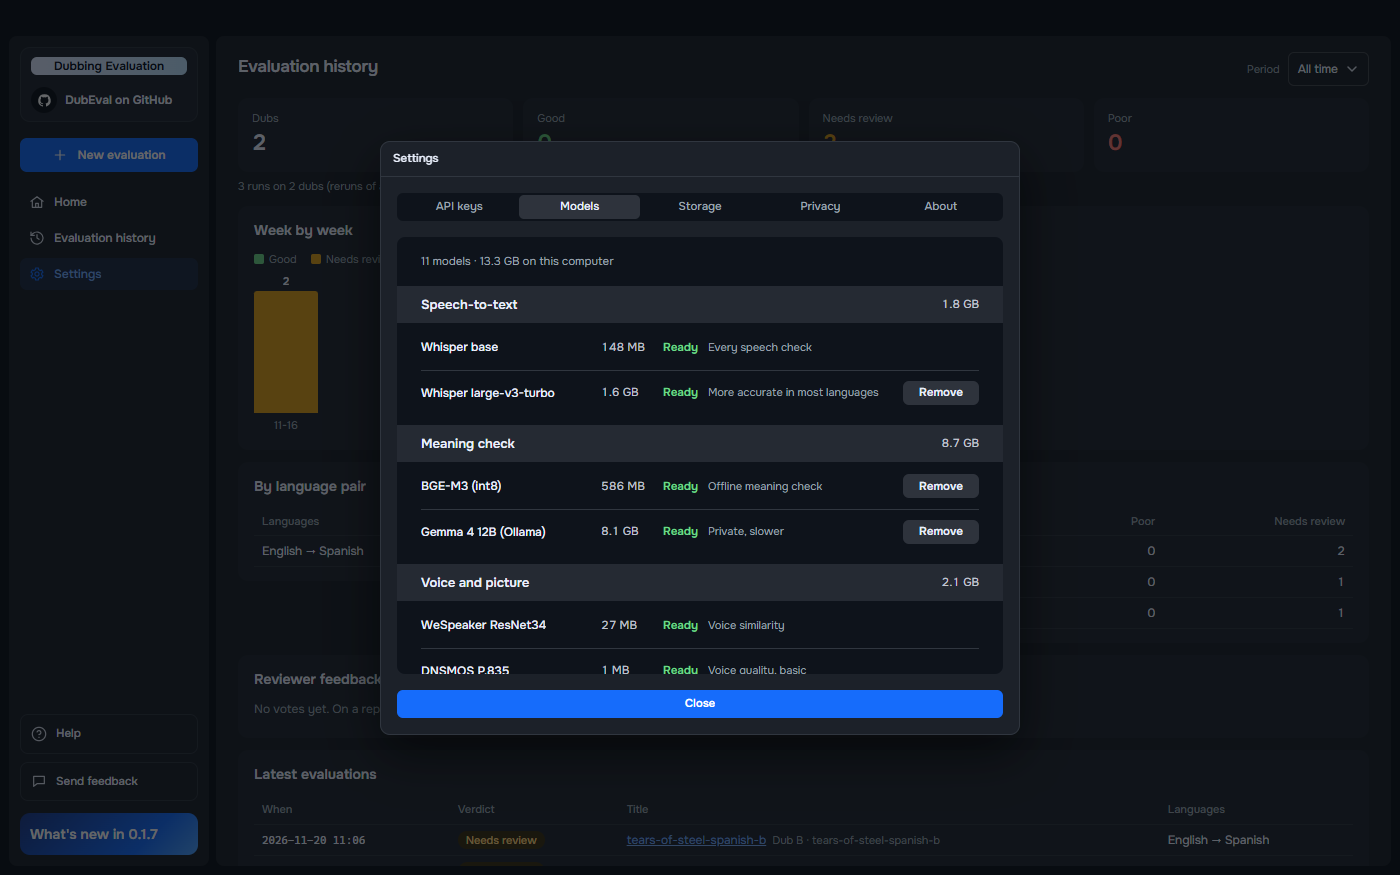 Dubbing Evaluation
DubEval on GitHub
New evaluation
Home
Evaluation history
Settings
Help
Send feedback
What's new in 0.1.7
Evaluation history
Period All time
Dubs
2
Good
Needs review
Poor
0
3 runs on 2 dubs (reruns of
Week by week
Good Needs revi
2
11-16
By language pair
Languages Poor Needs review
English → Spanish 0 2
0 1
0 1
Reviewer feedback
No votes yet. On a rep
Latest evaluations
When Verdict Title Languages
2026-11-20 11:06 Needs review tears-of-steel-spanish-b Dub B · tears-of-steel-spanish-b English → Spanish
Settings
API keys Models Storage Privacy About
11 models · 13.3 GB on this computer
Speech-to-text 1.8 GB
Whisper base 148 MB Ready Every speech check
Whisper large-v3-turbo 1.6 GB Ready More accurate in most languages Remove
Meaning check 8.7 GB
BGE-M3 (int8) 586 MB Ready Offline meaning check Remove
Gemma 4 12B (Ollama) 8.1 GB Ready Private, slower Remove
Voice and picture 2.1 GB
WeSpeaker ResNet34 27 MB Ready Voice similarity
DNSMOS P.835 1 MB Ready Voice quality, basic
Close